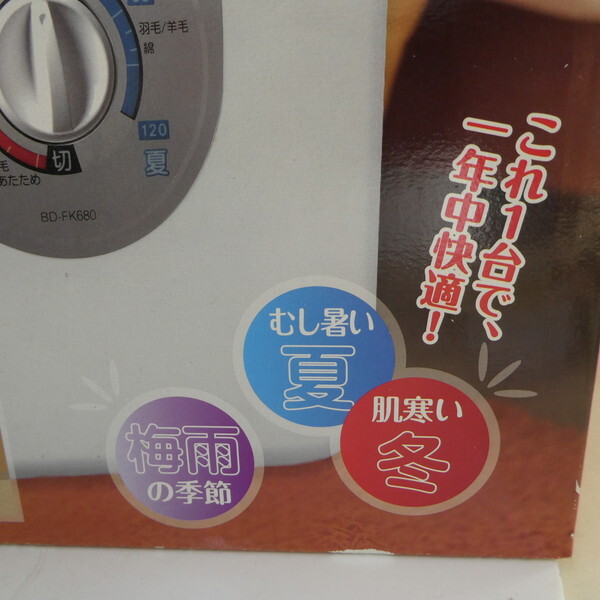 羽毛/羊毛
綿
120
夏
切
毛
あたため
BD-FK680
これ1台で、
一年中快適!
むし暑い
夏
肌寒い
冬
梅雨
の季節